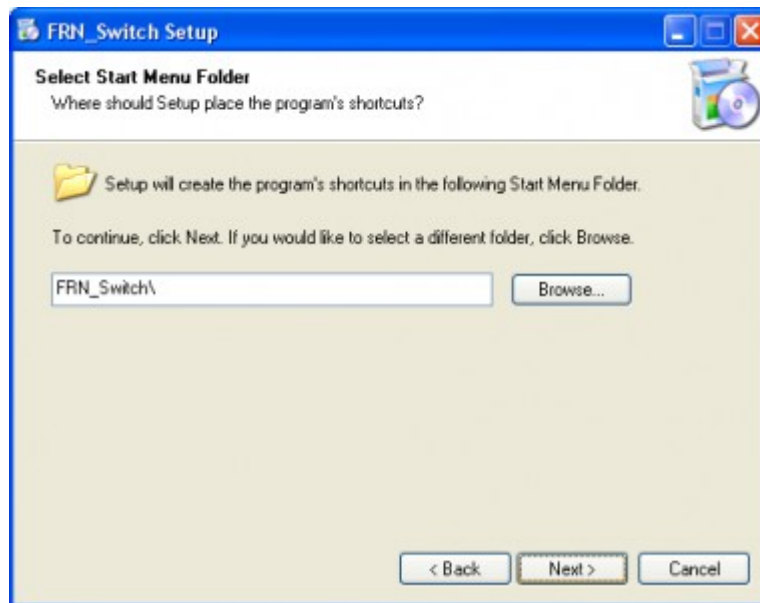 FRN_Switch Setup
Select Start Menu Folder
Where should Setup place the program's shortcuts?
Setup will create the program's shortcuts in the following Start Menu Folder.
To continue, click Next. If you would like to select a different folder, click Browse.
FRN_Switch\
Browse...
< Back
Next >
Cancel